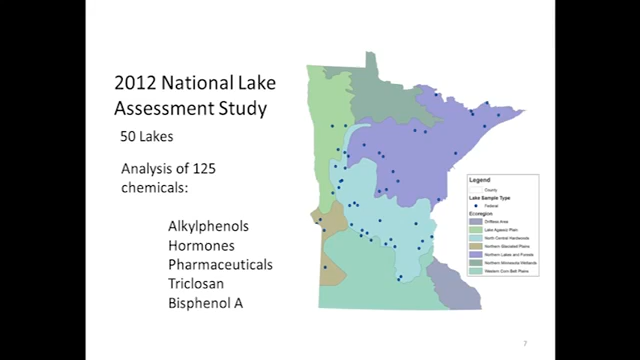 2012 National Lake
Assessment Study
50 Lakes
Analysis of 125
chemicals:
Alkylphenols
Hormones
Pharmaceuticals
Triclosan
Bisphenol A
Legend
County
Lake Sample Type
Federal
Ecoregion
Driftless Area
Lake Agassiz Plain
North Central Hardwoods
Northern Glaciated Plains
Northern Lakes and Forests
Northern Minnesota Wetlands
Western Corn Belt Plains
7